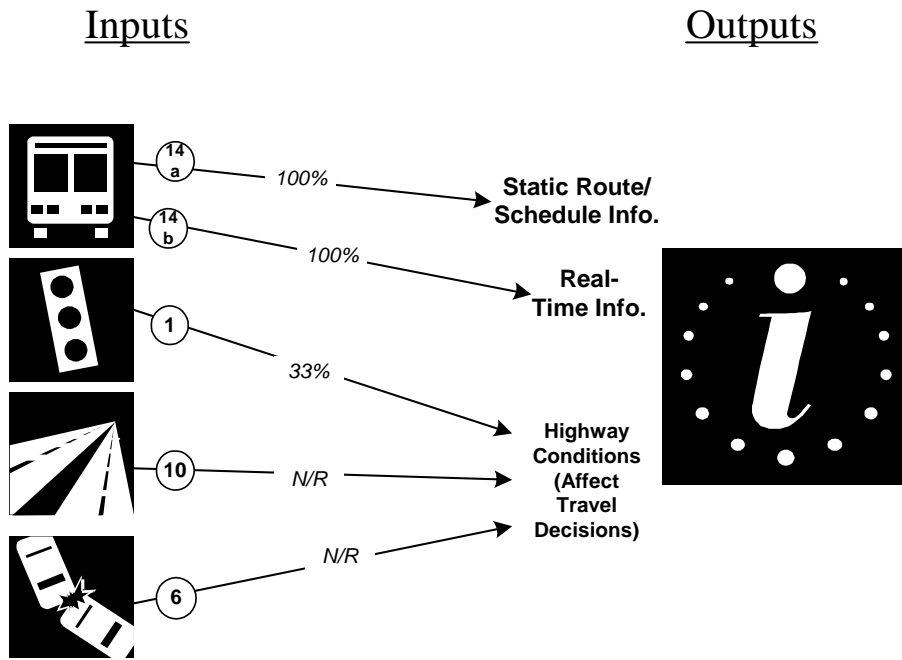 Inputs
Outputs
14
a
100%
Static Route/
Schedule Info.
14
b
100%
Real-
Time Info.
1
33%
Highway
Conditions
(Affect
Travel
Decisions)
10
N/R
6
N/R
i